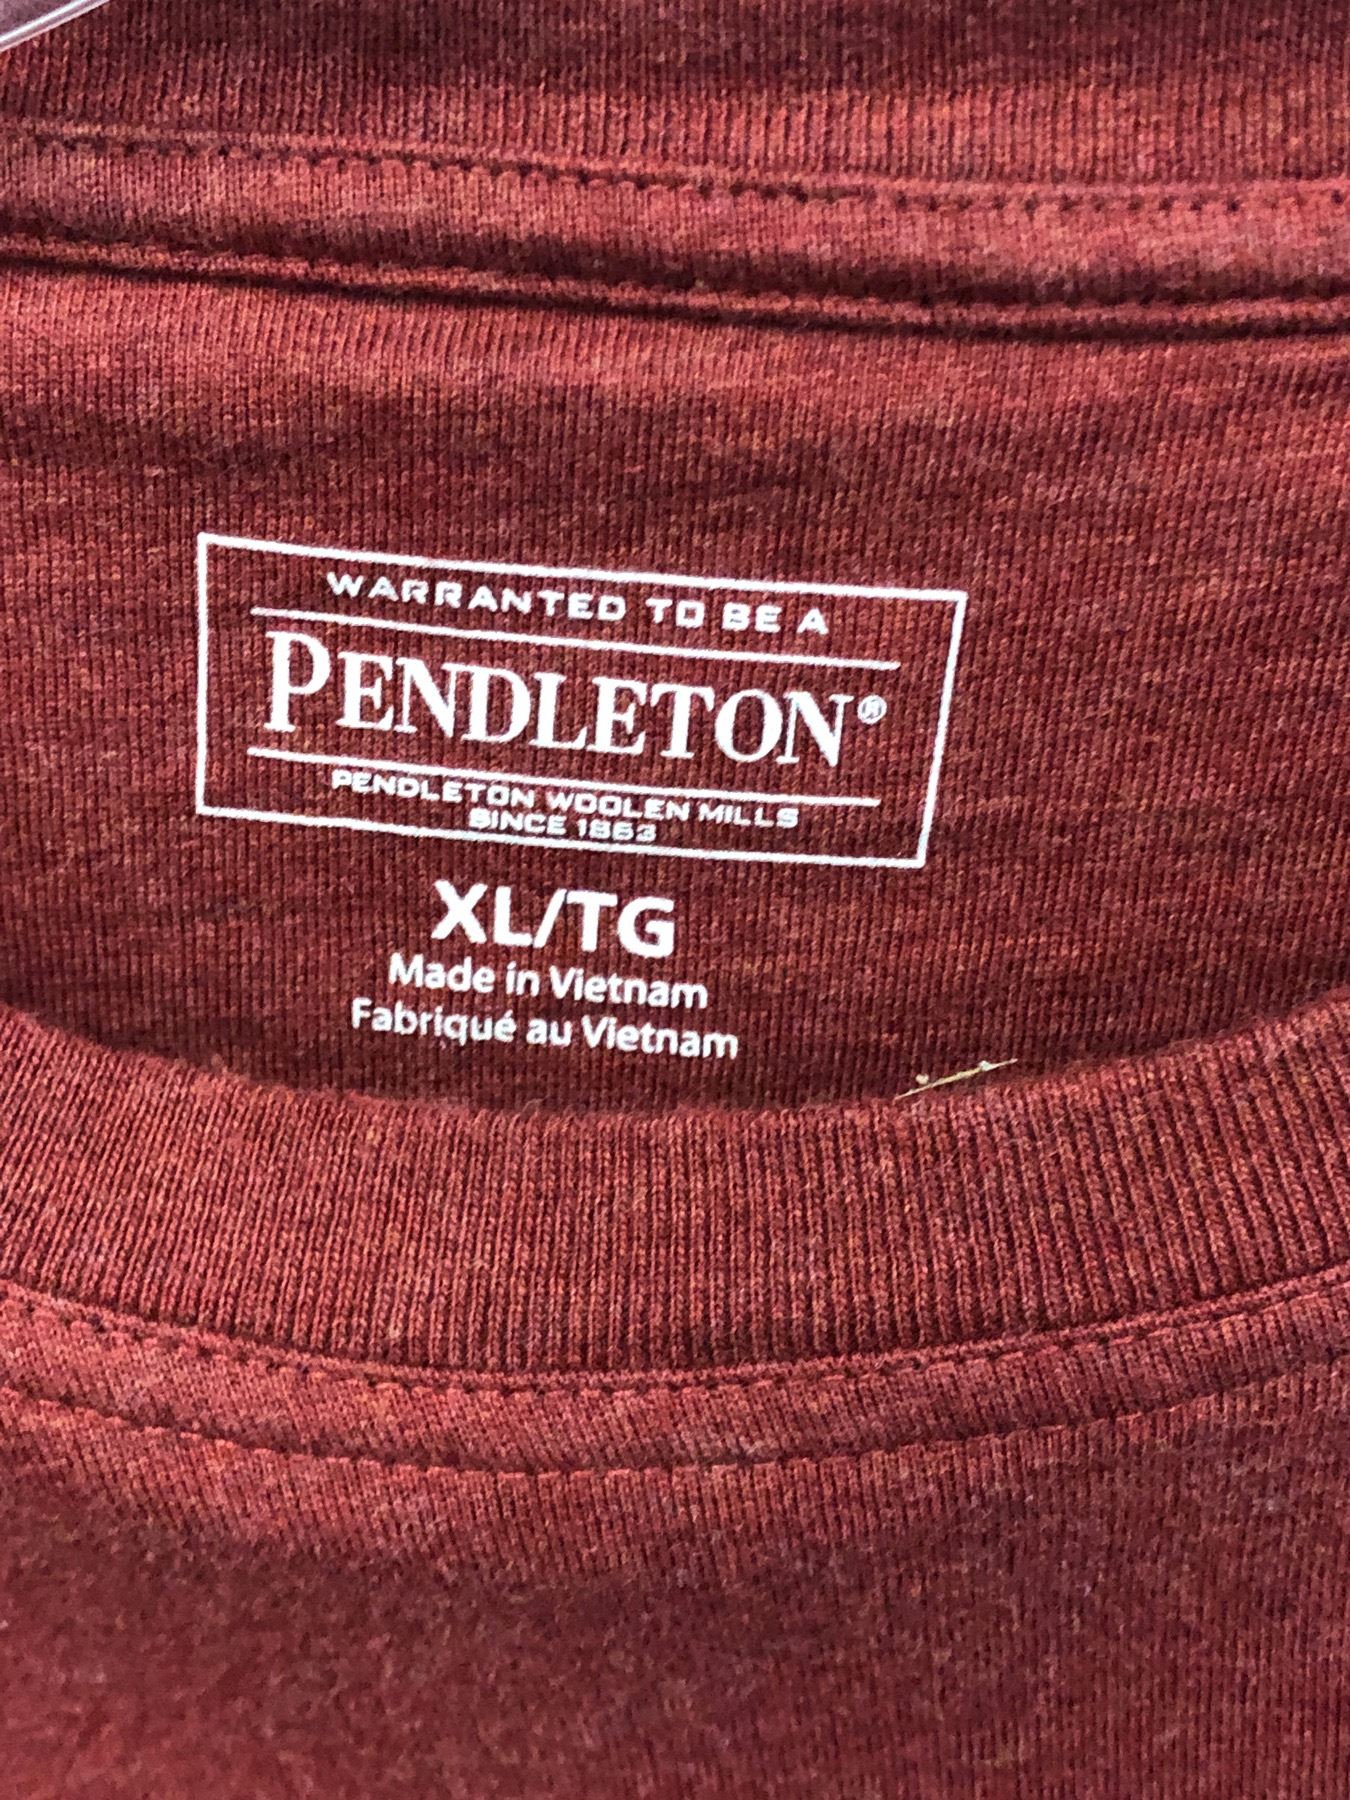 WARRANTED TO BE A
PENDLETON®
PENDLETON WOOLEN MILLS
SINCE 1863
XL/TG
Made in Vietnam
Fabriqué au Vietnam